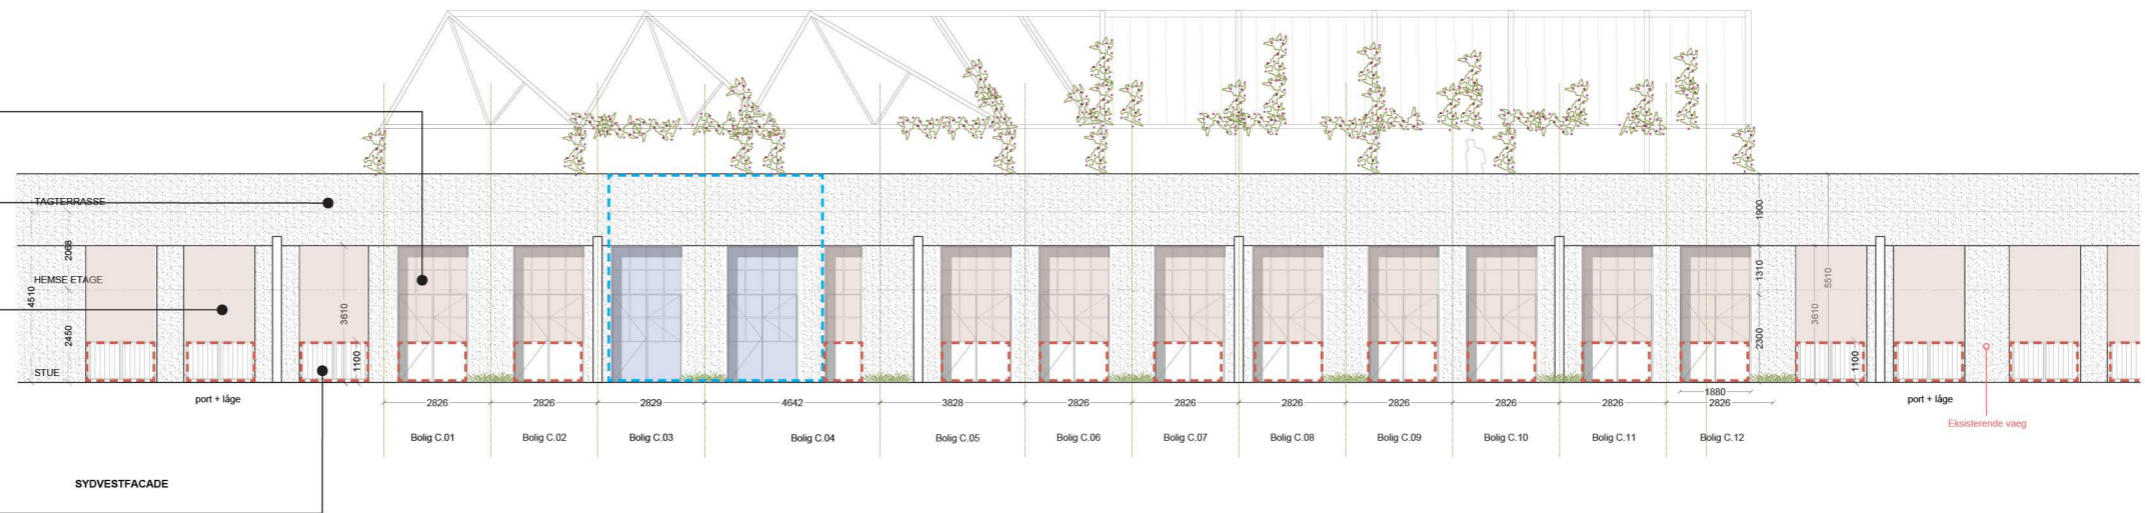 TAGTERRASSE
2068
HEMSE ETAGE
4510
2450
STUE
3610
1100
1900
1310
2300
5510
3610
1100
1880
port + låge
2826
2826
2829
4642
3828
2826
2826
2826
2826
2826
2826
2826
port + låge
Eksisterende vaeg
Bolig C.01
Bolig C.02
Bolig C.03
Bolig C.04
Bolig C.05
Bolig C.06
Bolig C.07
Bolig C.08
Bolig C.09
Bolig C.10
Bolig C.11
Bolig C.12
SYDVESTFACADE